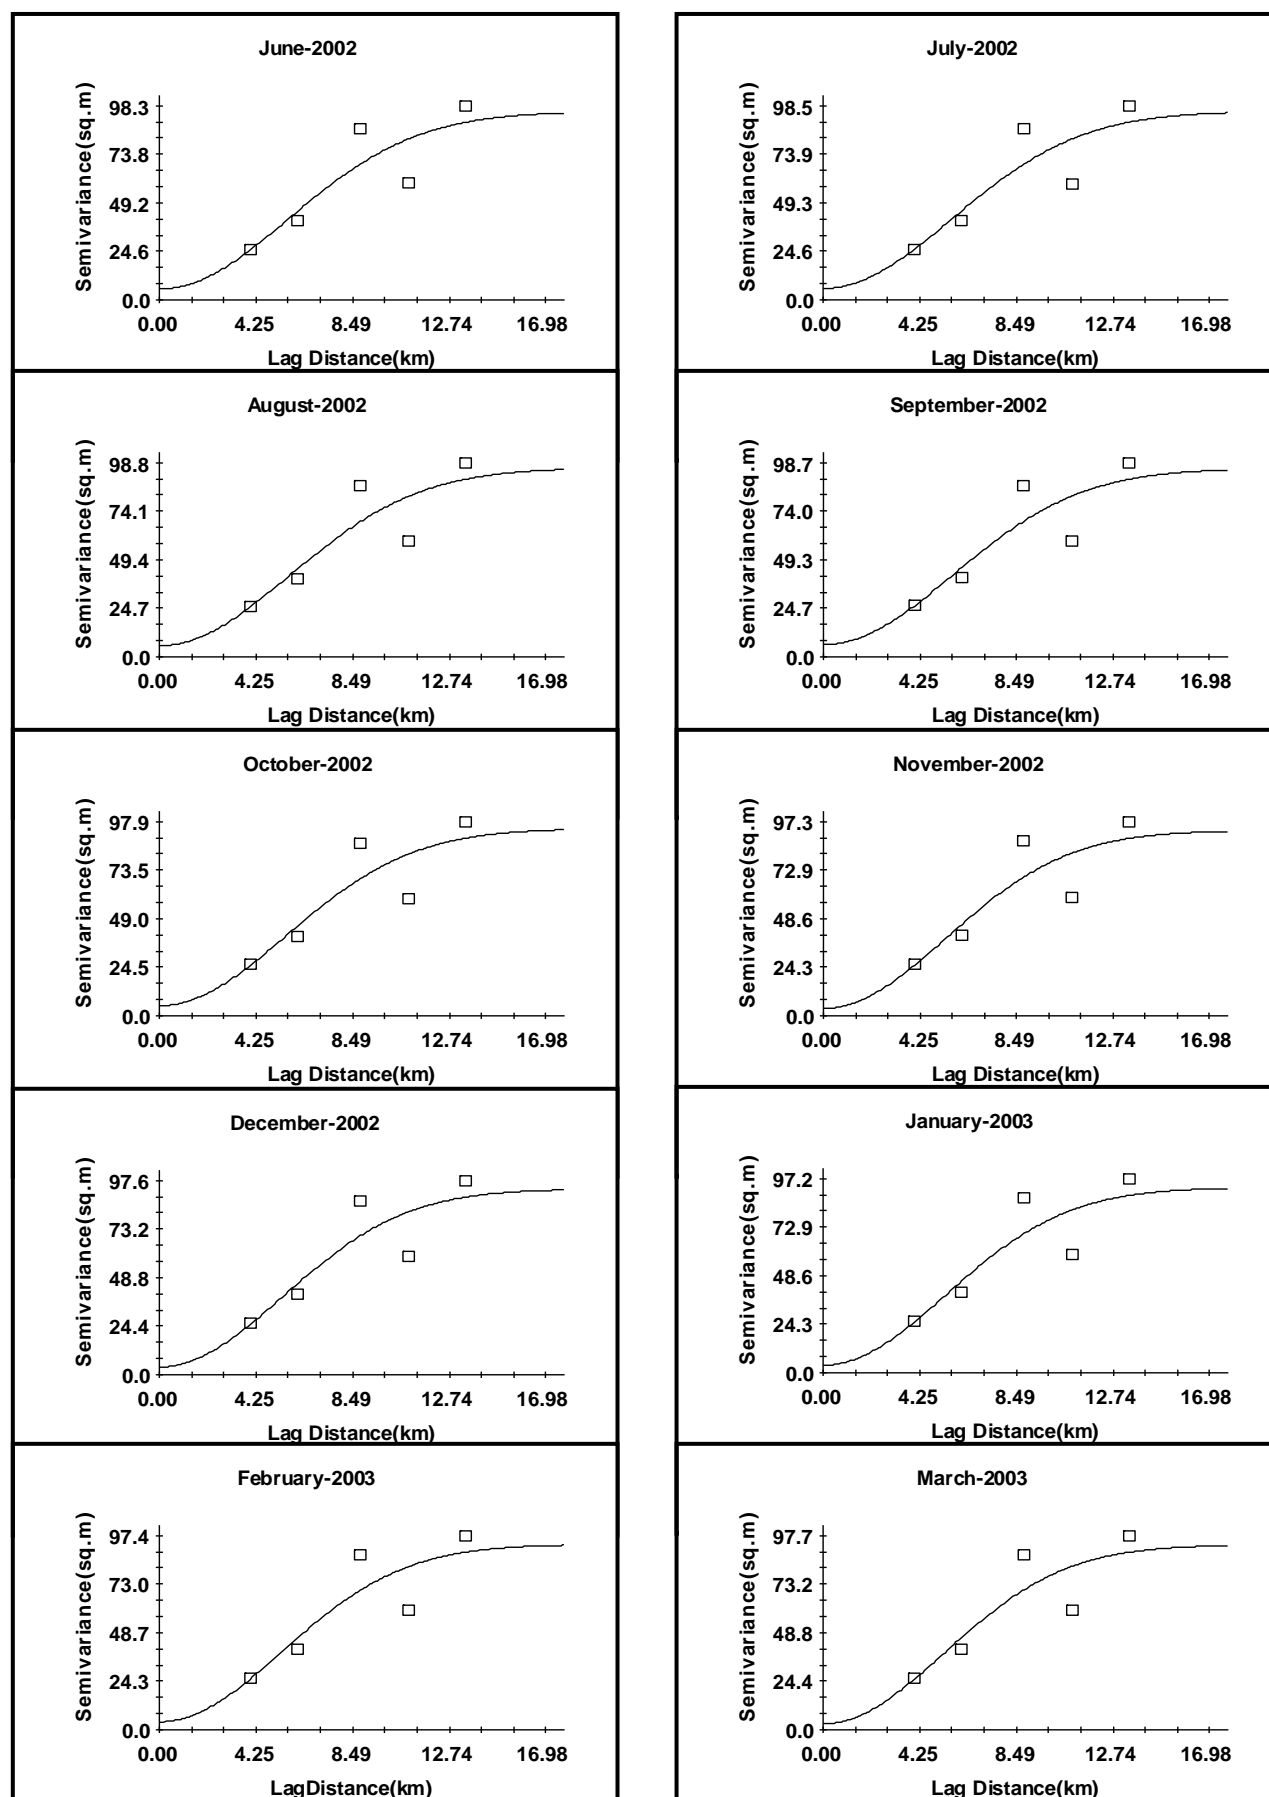 June-2002
Semivariance(sq.m)
98.3
73.8
49.2
24.6
0.0
0.00 4.25 8.49 12.74 16.98
Lag Distance(km)
July-2002
Semivariance(sq.m)
98.5
73.9
49.3
24.6
0.0
0.00 4.25 8.49 12.74 16.98
Lag Distance(km)
August-2002
Semivariance(sq.m)
98.8
74.1
49.4
24.7
0.0
0.00 4.25 8.49 12.74 16.98
Lag Distance(km)
September-2002
Semivariance(sq.m)
98.7
74.0
49.3
24.7
0.0
0.00 4.25 8.49 12.74 16.98
Lag Distance(km)
October-2002
Semivariance(sq.m)
97.9
73.5
49.0
24.5
0.0
0.00 4.25 8.49 12.74 16.98
Lag Distance(km)
November-2002
Semivariance(sq.m)
97.3
72.9
48.6
24.3
0.0
0.00 4.25 8.49 12.74 16.98
Lag Distance(km)
December-2002
Semivariance(sq.m)
97.6
73.2
48.8
24.4
0.0
0.00 4.25 8.49 12.74 16.98
Lag Distance(km)
January-2003
Semivariance(sq.m)
97.2
72.9
48.6
24.3
0.0
0.00 4.25 8.49 12.74 16.98
Lag Distance(km)
February-2003
Semivariance(sq.m)
97.4
73.0
48.7
24.3
0.0
0.00 4.25 8.49 12.74 16.98
LagDistance(km)
March-2003
Semivariance(sq.m)
97.7
73.2
48.8
24.4
0.0
0.00 4.25 8.49 12.74 16.98
Lag Distance(km)